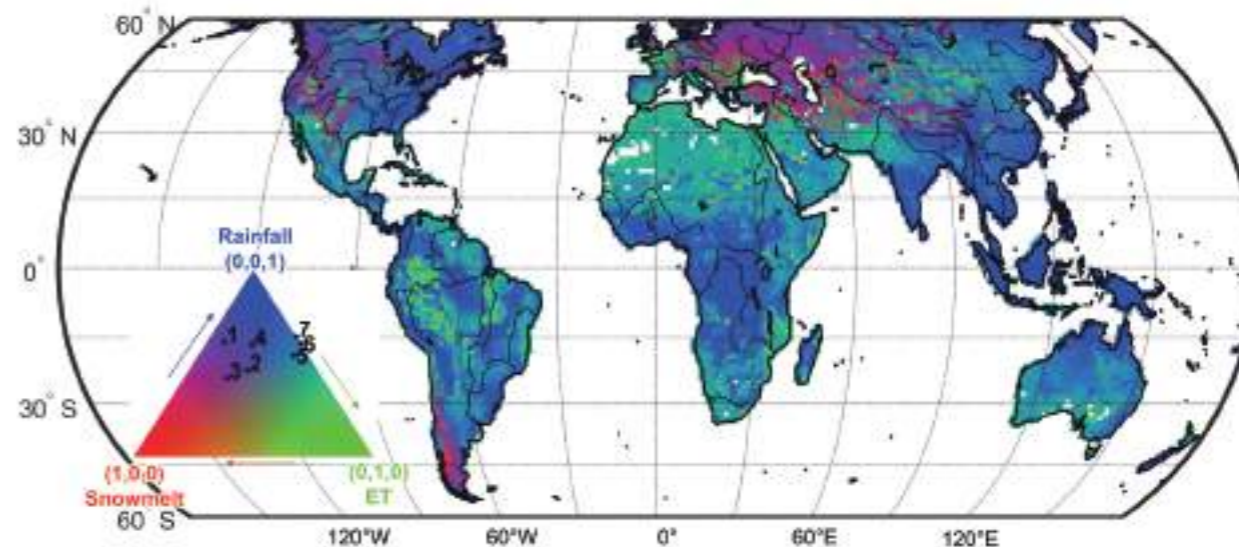 60° N
30° N
0°
30° S
60° S
Rainfall
(0,0,1)
.1
.4
7
6
5
.3
.2
(1,0,0)
Snowmelt
(0,1,0)
ET
120°W
60°W
0°
60°E
120°E